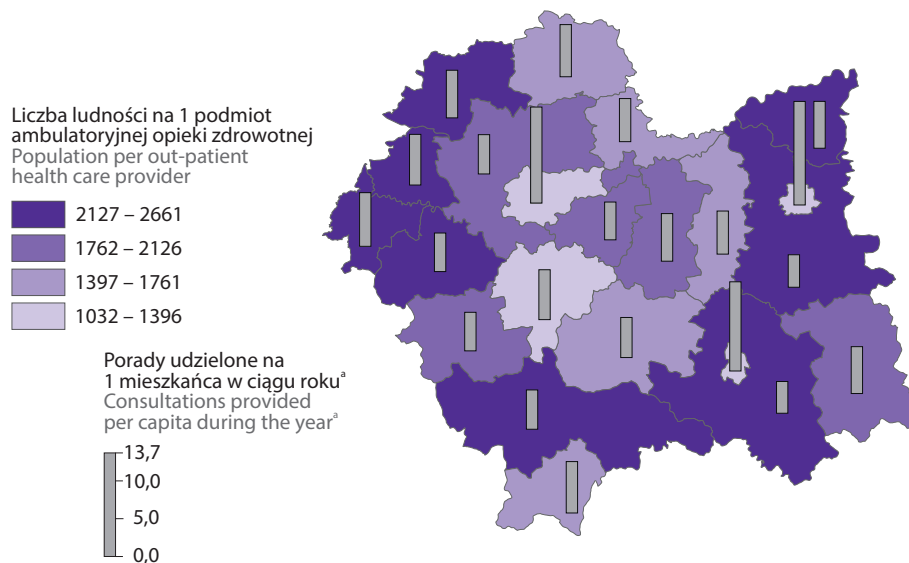 Liczba ludności na 1 podmiot
ambulatoryjnej opieki zdrowotnej
Population per out-patient
health care provider
2127 – 2661
1762 – 2126
1397 – 1761
1032 – 1396
Porady udzielone na
1 mieszkańca w ciągu rokuᵃ
Consultations provided
per capita during the yearᵃ
13,7
10,0
5,0
0,0